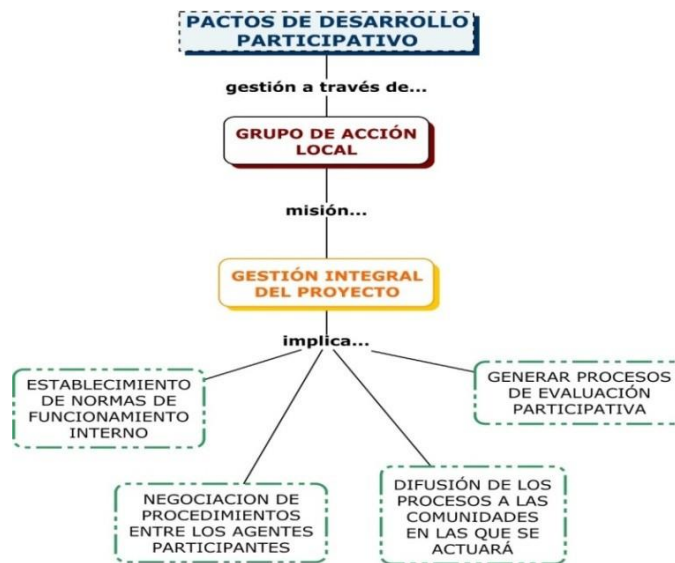 PACTOS DE DESARROLLO
PARTICIPATIVO
gestión a través de...
GRUPO DE ACCIÓN
LOCAL
misión...
GESTIÓN INTEGRAL
DEL PROYECTO
implica...
ESTABLECIMIENTO
DE NORMAS DE
FUNCIONAMIENTO
INTERNO
NEGOCIACION DE
PROCEDIMIENTOS
ENTRE LOS AGENTES
PARTICIPANTES
DIFUSIÓN DE LOS
PROCESOS A LAS
COMUNIDADES
EN LAS QUE SE
ACTUARÁ
GENERAR PROCESOS
DE EVALUACIÓN
PARTICIPATIVA